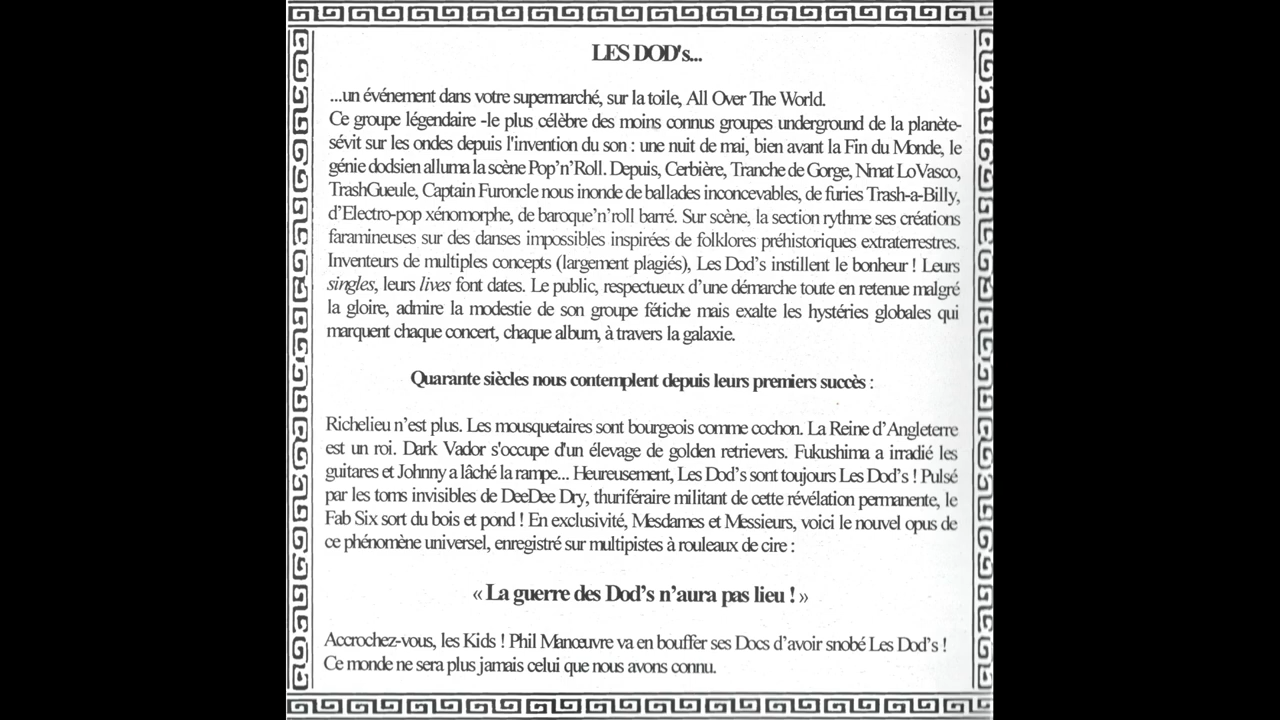 LES DOD's...
...un événement dans votre supermarché, sur la toile, All Over The World.
Ce groupe légendaire -le plus célèbre des moins connus groupes underground de la planète-
sévit sur les ondes depuis l'invention du son : une nuit de mai, bien avant la Fin du Monde, le
génie dodsien alluma la scène Pop’n’Roll. Depuis, Cerbière, Tranche de Gorge, Nmat LoVasco,
TrashGueule, Captain Furoncle nous inonde de ballades inconcevables, de furies Trash-a-Billy,
d’Electro-pop xénomorphe, de baroque’n’roll barré. Sur scène, la section rythme ses créations
faramineuses sur des danses impossibles inspirées de folklores préhistoriques extraterrestres.
Inventeurs de multiples concepts (largement plagiés), Les Dod’s instillent le bonheur ! Leurs
singles, leurs lives font dates. Le public, respectueux d’une démarche toute en retenue malgré
la gloire, admire la modestie de son groupe fétiche mais exalte les hystéries globales qui
marquent chaque concert, chaque album, à travers la galaxie.
Quarante siècles nous contemplent depuis leurs premiers succès :
Richelieu n’est plus. Les mousquetaires sont bourgeois comme cochon. La Reine d’Angleterre
est un roi. Dark Vador s'occupe d'un élevage de golden retrievers. Fukushima a irradié les
guitares et Johnny a lâché la rampe... Heureusement, Les Dod’s sont toujours Les Dod’s ! Pulsé
par les toms invisibles de DeeDee Dry, thuriféraire militant de cette révélation permanente, le
Fab Six sort du bois et pond ! En exclusivité, Mesdames et Messieurs, voici le nouvel opus de
ce phénomène universel, enregistré sur multipistes à rouleaux de cire :
« La guerre des Dod’s n’aura pas lieu ! »
Accrochez-vous, les Kids ! Phil Manœuvre va en bouffer ses Docs d’avoir snobé Les Dod’s !
Ce monde ne sera plus jamais celui que nous avons connu.